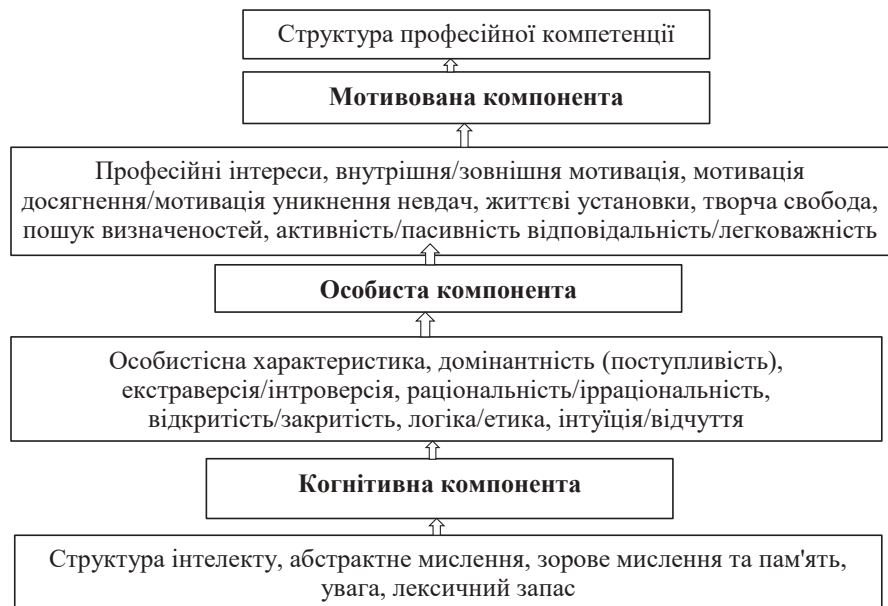 Структура професійної компетенції
Мотивована компонента
Професійні інтереси, внутрішня/зовнішня мотивація, мотивація
досягнення/мотивація уникнення невдач, життєві установки, творча свобода,
пошук визначеностей, активність/пасивність відповідальність/легковажність
Особиста компонента
Особистісна характеристика, домінантність (поступливість),
екстраверсія/інтроверсія, раціональність/ірраціональність,
відкритість/закритість, логіка/етика, інтуїція/відчуття
Когнітивна компонента
Структура інтелекту, абстрактне мислення, зорове мислення та пам'ять,
увага, лексичний запас